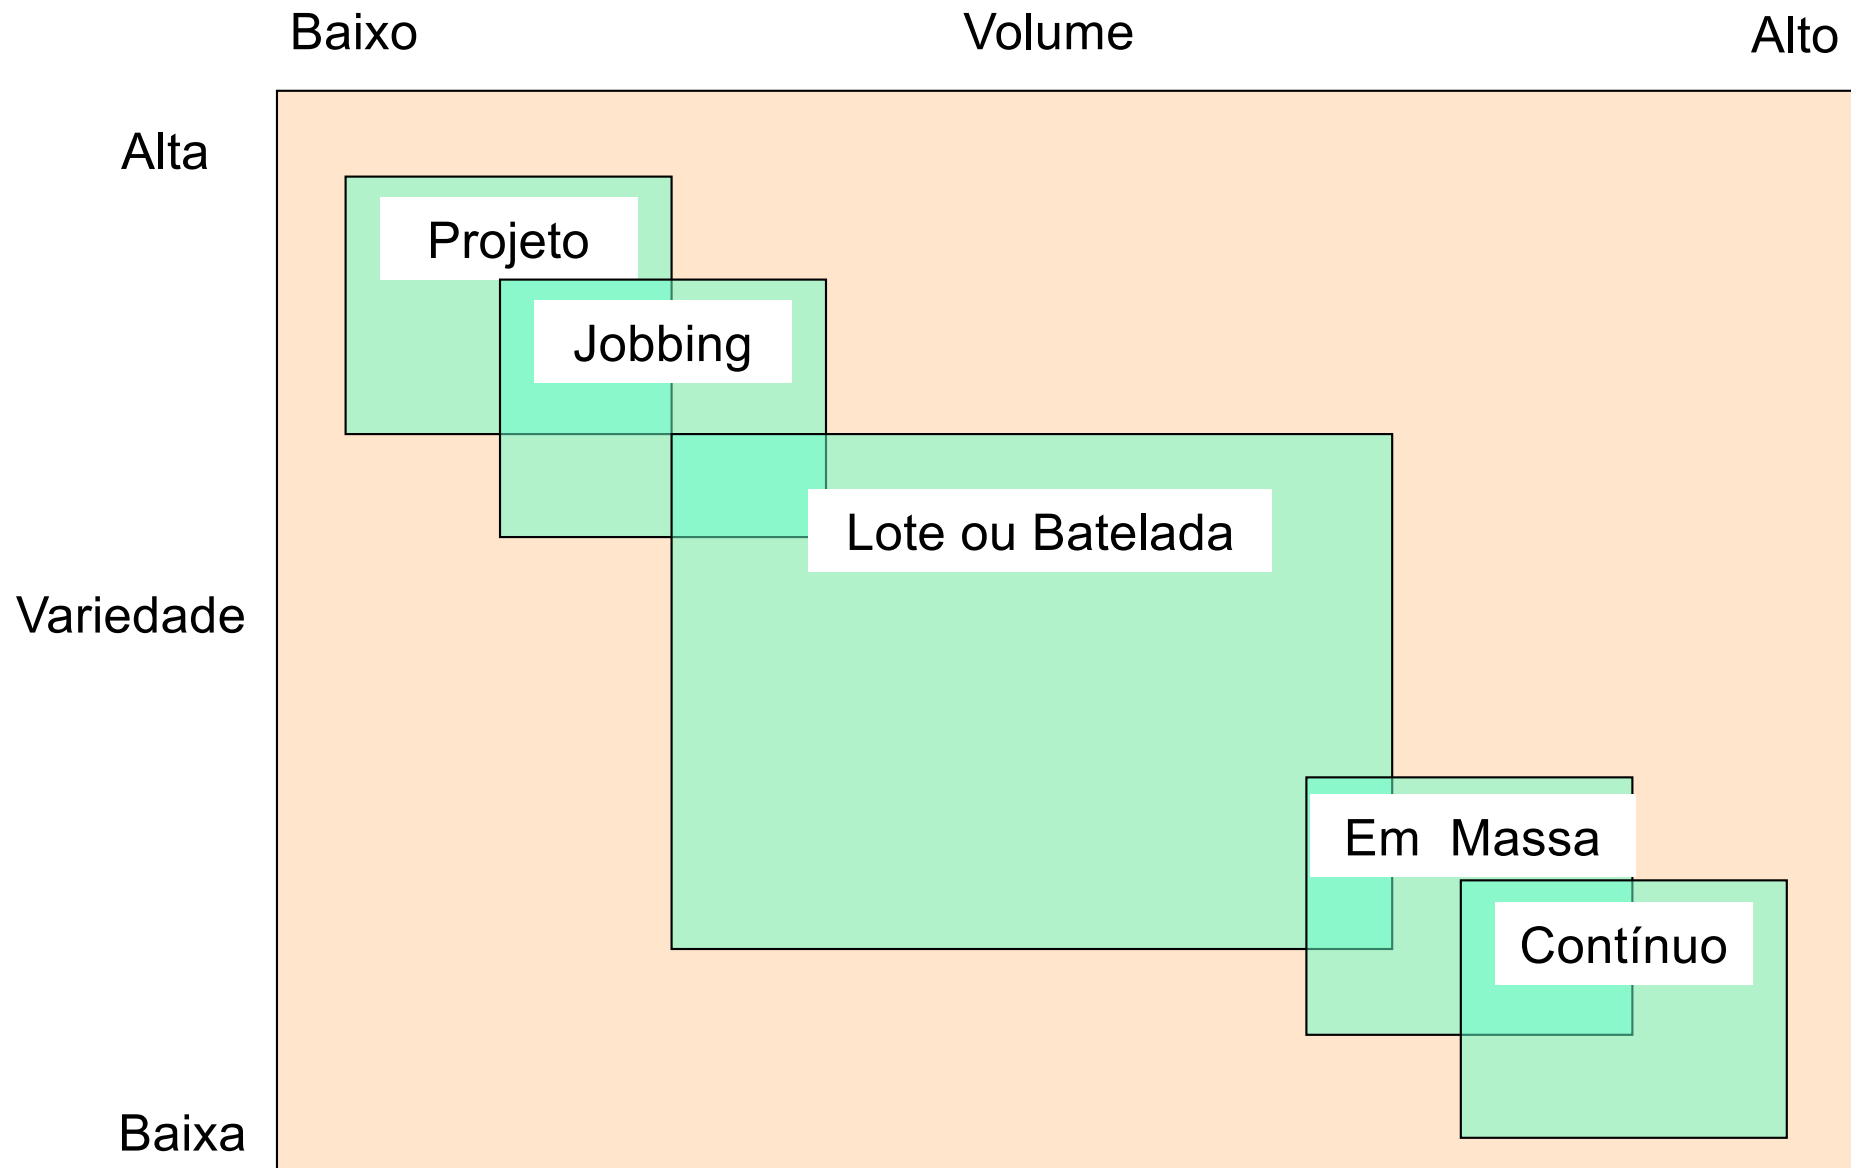 Baixo Volume Alto
Alta
Projeto
Jobbing
Lote ou Batelada
Variedade
Em Massa
Contínuo
Baixa